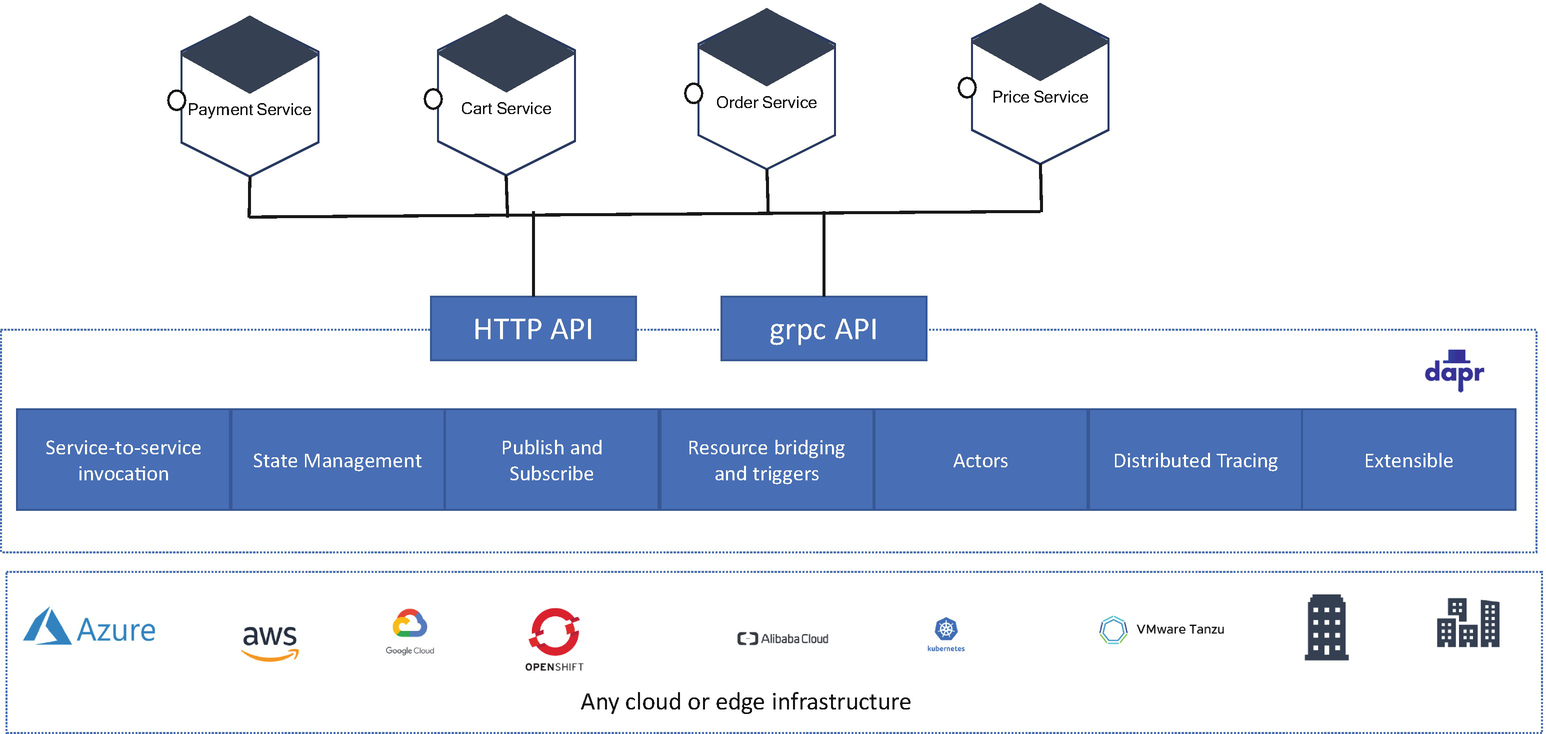 Payment Service
Cart Service
Order Service
Price Service
HTTP API
grpc API
dapr
Service-to-service
invocation
State Management
Publish and
Subscribe
Resource bridging
and triggers
Actors
Distributed Tracing
Extensible
Azure
aws
Google Cloud
OPENSHIFT
Alibaba Cloud
kubernetes
VMware Tanzu
Any cloud or edge infrastructure